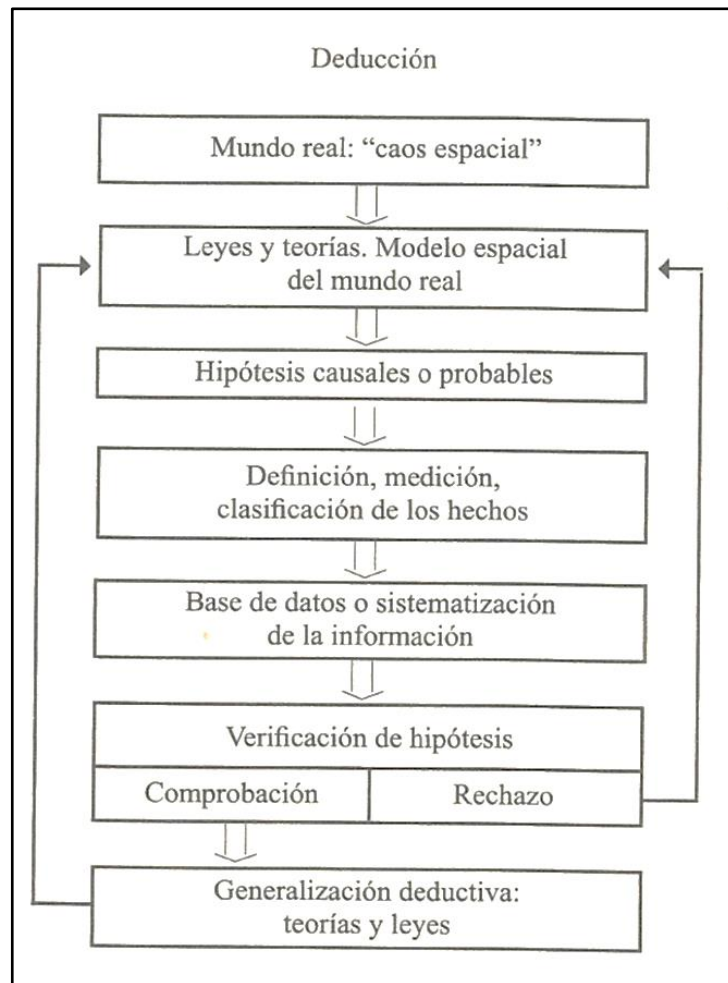 Deducción
Mundo real: “caos espacial”
Leyes y teorías. Modelo espacial
del mundo real
Hipótesis causales o probables
Definición, medición,
clasificación de los hechos
Base de datos o sistematización
de la información
Verificación de hipótesis
Comprobación
Rechazo
Generalización deductiva:
teorías y leyes